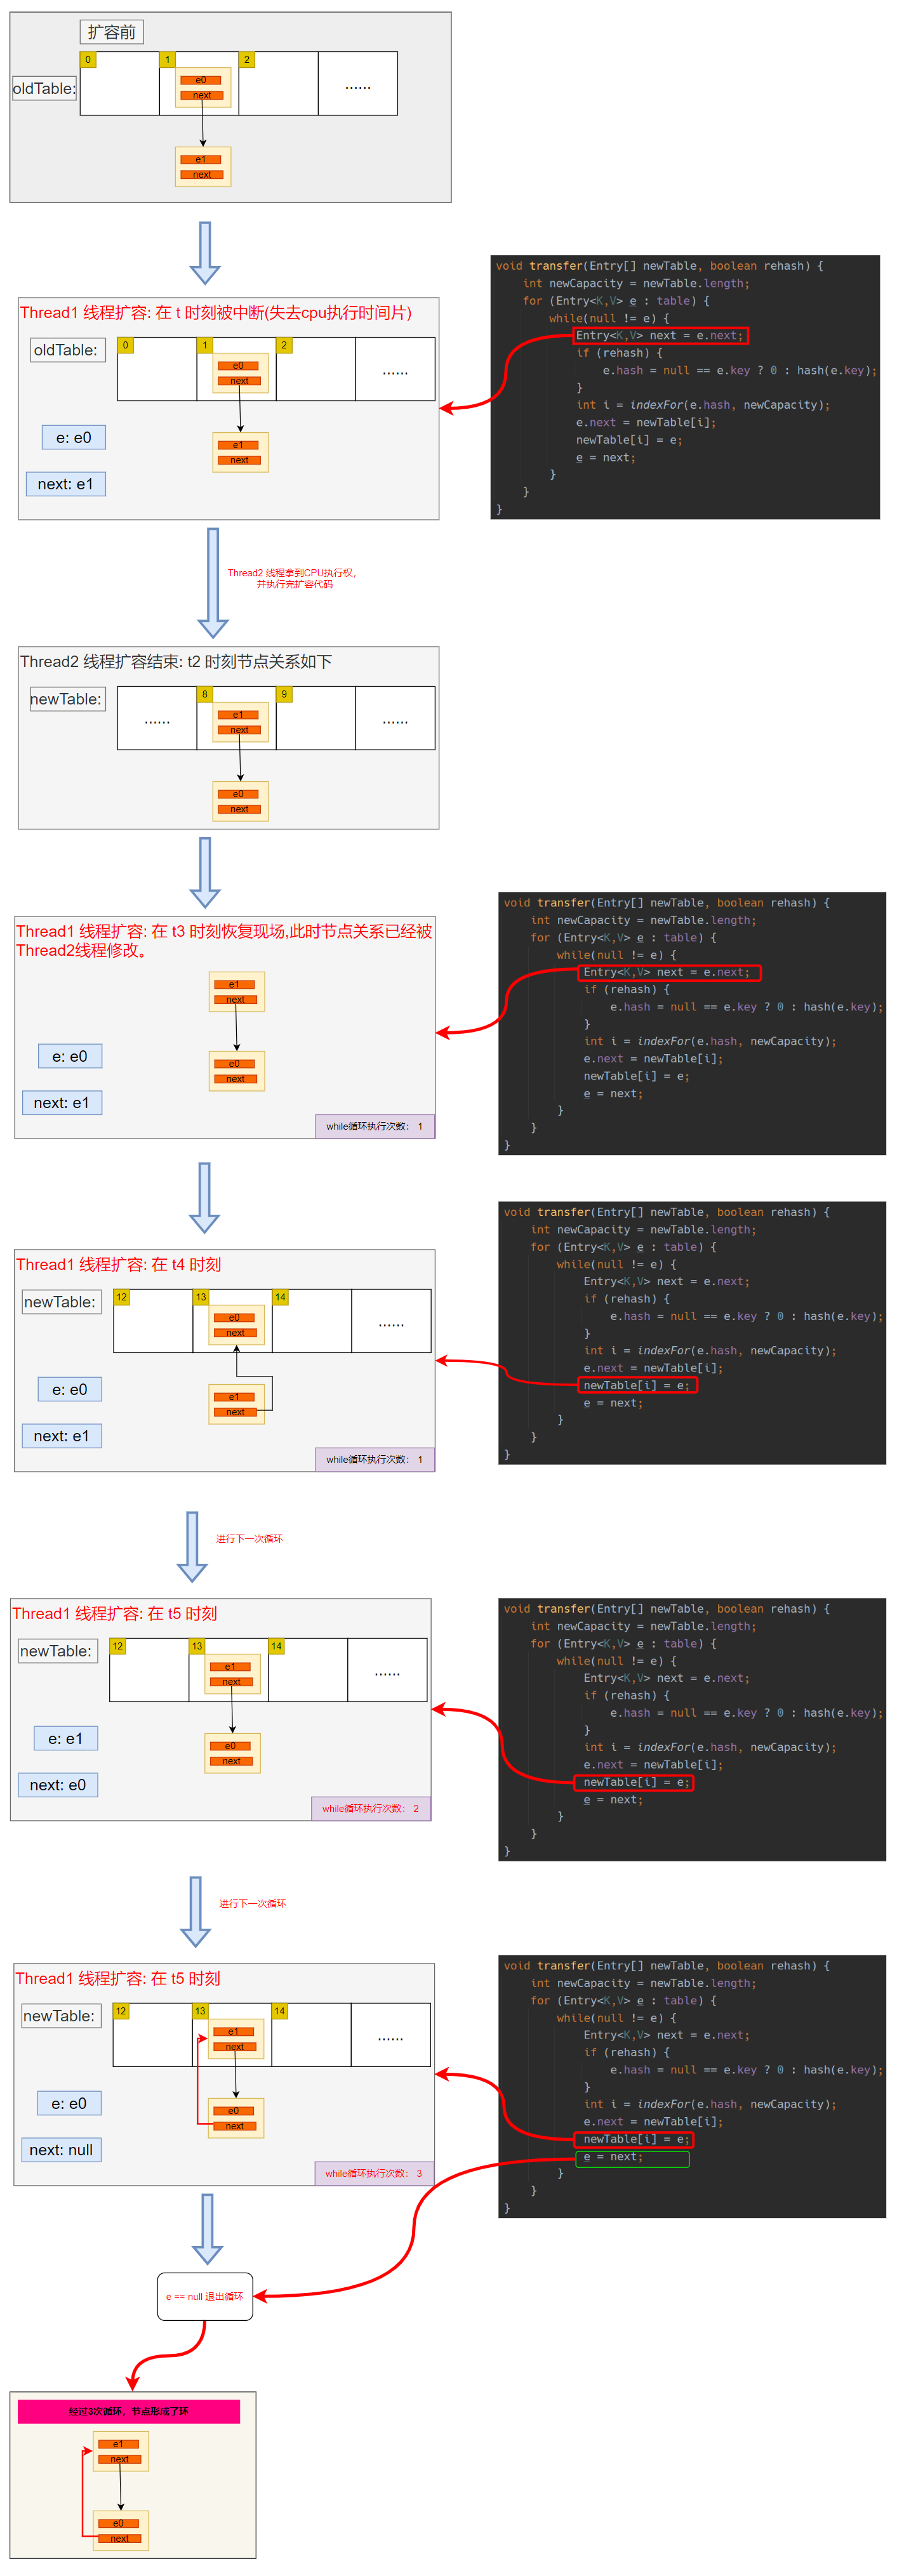 扩容前
oldTable:
0
1
2
e0
next
......
e1
next
Thread1 线程扩容: 在 t 时刻被中断(失去cpu执行时间片)
oldTable:
0
1
2
e0
next
......
e1
next
e: e0
next: e1
void transfer(Entry[] newTable, boolean rehash) {
int newCapacity = newTable.length;
for (Entry<K,V> e : table) {
while(null != e) {
Entry<K,V> next = e.next;
if (rehash) {
e.hash = null == e.key ? 0 : hash(e.key);
}
int i = indexFor(e.hash, newCapacity);
e.next = newTable[i];
newTable[i] = e;
e = next;
}
}
}
Thread2 线程拿到CPU执行权,
并执行完扩容代码
Thread2 线程扩容结束: t2 时刻节点关系如下
newTable:
......
8
9
e1
next
......
e0
next
Thread1 线程扩容: 在 t3 时刻恢复现场,此时节点关系已经被
Thread2线程修改。
e1
next
e0
next
e: e0
next: e1
while循环执行次数: 1
void transfer(Entry[] newTable, boolean rehash) {
int newCapacity = newTable.length;
for (Entry<K,V> e : table) {
while(null != e) {
Entry<K,V> next = e.next;
if (rehash) {
e.hash = null == e.key ? 0 : hash(e.key);
}
int i = indexFor(e.hash, newCapacity);
e.next = newTable[i];
newTable[i] = e;
e = next;
}
}
}
Thread1 线程扩容: 在 t4 时刻
newTable:
12
13
14
e0
next
......
e1
next
e: e0
next: e1
while循环执行次数: 1
void transfer(Entry[] newTable, boolean rehash) {
int newCapacity = newTable.length;
for (Entry<K,V> e : table) {
while(null != e) {
Entry<K,V> next = e.next;
if (rehash) {
e.hash = null == e.key ? 0 : hash(e.key);
}
int i = indexFor(e.hash, newCapacity);
e.next = newTable[i];
newTable[i] = e;
e = next;
}
}
}
进行下一次循环
Thread1 线程扩容: 在 t5 时刻
newTable:
12
13
14
e1
next
......
e0
next
e: e1
next: e0
while循环执行次数: 2
void transfer(Entry[] newTable, boolean rehash) {
int newCapacity = newTable.length;
for (Entry<K,V> e : table) {
while(null != e) {
Entry<K,V> next = e.next;
if (rehash) {
e.hash = null == e.key ? 0 : hash(e.key);
}
int i = indexFor(e.hash, newCapacity);
e.next = newTable[i];
newTable[i] = e;
e = next;
}
}
}
进行下一次循环
Thread1 线程扩容: 在 t5 时刻
newTable:
12
13
14
e1
next
......
e0
next
e: e0
next: null
while循环执行次数: 3
void transfer(Entry[] newTable, boolean rehash) {
int newCapacity = newTable.length;
for (Entry<K,V> e : table) {
while(null != e) {
Entry<K,V> next = e.next;
if (rehash) {
e.hash = null == e.key ? 0 : hash(e.key);
}
int i = indexFor(e.hash, newCapacity);
e.next = newTable[i];
newTable[i] = e;
e = next;
}
}
}
e == null 退出循环
经过3次循环，节点形成了环
e1
next
e0
next